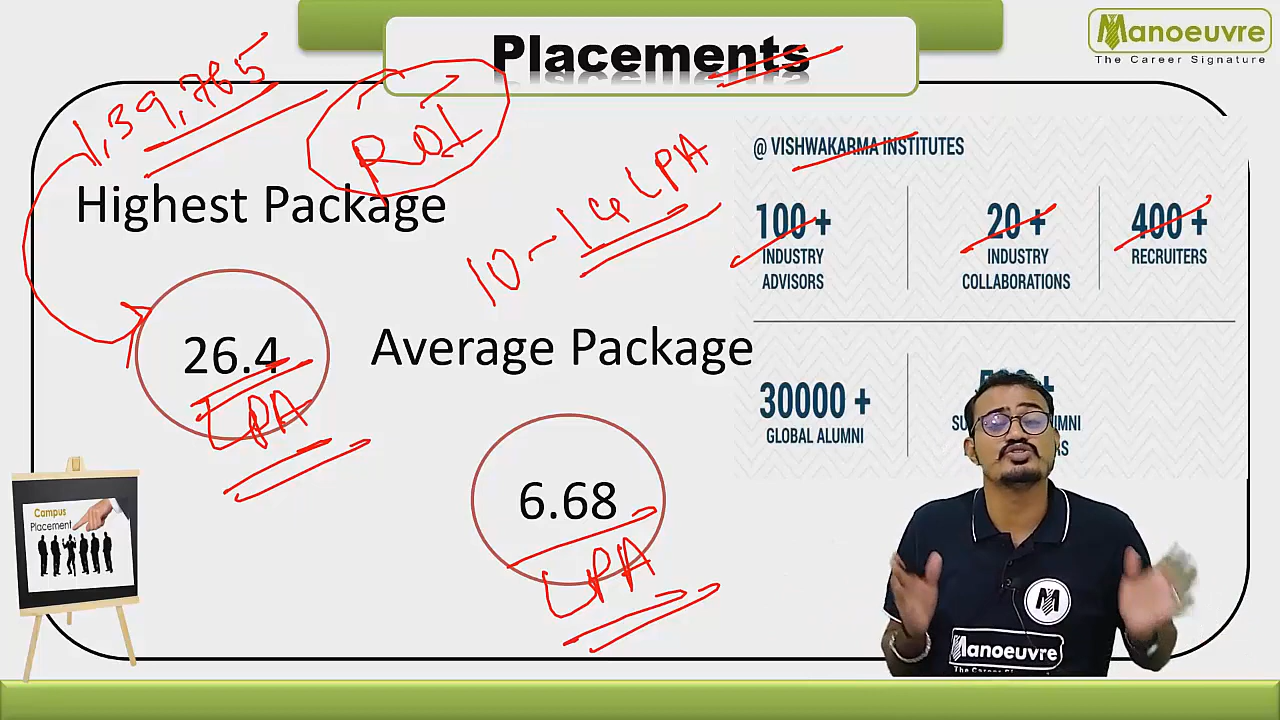 Placements
Manoeuvre
The Career Signature
1,39,765
ROI
Highest Package
10-14 LPA
@ VISHWAKARMA INSTITUTES
100 +
INDUSTRY
ADVISORS
20 +
INDUSTRY
COLLABORATIONS
400 +
RECRUITERS
26.4
LPA
Average Package
30000 +
GLOBAL ALUMNI
6.68
LPA
Campus
Placement
M
Manoeuvre